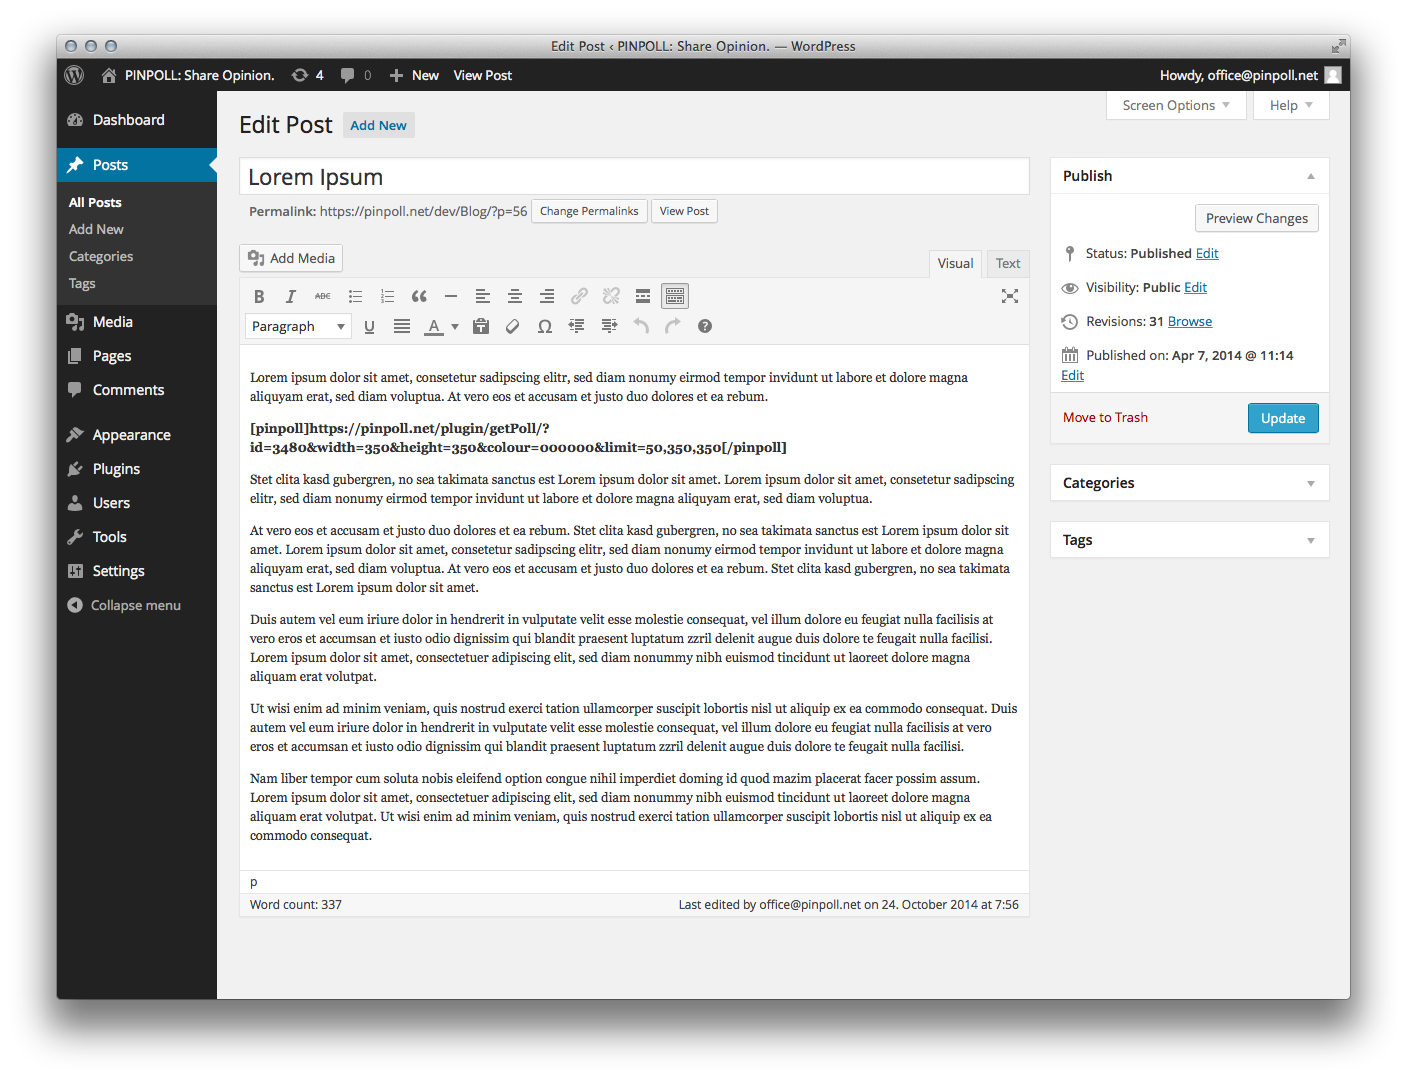 Edit Post ‹ PINPOLL: Share Opinion. — WordPress
PINPOLL: Share Opinion. 4 0 New View Post
Howdy, office@pinpoll.net
Dashboard
Posts
All Posts
Add New
Categories
Tags
Media
Pages
Comments
Appearance
Plugins
Users
Tools
Settings
Collapse menu
Screen Options Help
Edit Post Add New
Lorem Ipsum
Permalink: https://pinpoll.net/dev/Blog/?p=56 Change Permalinks View Post
Add Media
Visual Text
B I ABC
Paragraph U A Ω ?
Lorem ipsum dolor sit amet, consetetur sadipscing elitr, sed diam nonumy eirmod tempor invidunt ut labore et dolore magna
aliquyam erat, sed diam voluptua. At vero eos et accusam et justo duo dolores et ea rebum.
[pinpoll]https://pinpoll.net/plugin/getPoll/?
id=3480&width=350&height=350&colour=000000&limit=50,350,350[/pinpoll]
Stet clita kasd gubergren, no sea takimata sanctus est Lorem ipsum dolor sit amet. Lorem ipsum dolor sit amet, consetetur sadipscing
elitr, sed diam nonumy eirmod tempor invidunt ut labore et dolore magna aliquyam erat, sed diam voluptua.
At vero eos et accusam et justo duo dolores et ea rebum. Stet clita kasd gubergren, no sea takimata sanctus est Lorem ipsum dolor sit
amet. Lorem ipsum dolor sit amet, consetetur sadipscing elitr, sed diam nonumy eirmod tempor invidunt ut labore et dolore magna
aliquyam erat, sed diam voluptua. At vero eos et accusam et justo duo dolores et ea rebum. Stet clita kasd gubergren, no sea takimata
sanctus est Lorem ipsum dolor sit amet.
Duis autem vel eum iriure dolor in hendrerit in vulputate velit esse molestie consequat, vel illum dolore eu feugiat nulla facilisis at
vero eros et accumsan et iusto odio dignissim qui blandit praesent luptatum zzril delenit augue duis dolore te feugait nulla facilisi.
Lorem ipsum dolor sit amet, consectetuer adipiscing elit, sed diam nonummy nibh euismod tincidunt ut laoreet dolore magna
aliquam erat volutpat.
Ut wisi enim ad minim veniam, quis nostrud exerci tation ullamcorper suscipit lobortis nisl ut aliquip ex ea commodo consequat. Duis
autem vel eum iriure dolor in hendrerit in vulputate velit esse molestie consequat, vel illum dolore eu feugiat nulla facilisis at vero
eros et accumsan et iusto odio dignissim qui blandit praesent luptatum zzril delenit augue duis dolore te feugait nulla facilisi.
Nam liber tempor cum soluta nobis eleifend option congue nihil imperdiet doming id quod mazim placerat facer possim assum.
Lorem ipsum dolor sit amet, consectetuer adipiscing elit, sed diam nonummy nibh euismod tincidunt ut laoreet dolore magna
aliquam erat volutpat. Ut wisi enim ad minim veniam, quis nostrud exerci tation ullamcorper suscipit lobortis nisl ut aliquip ex ea
commodo consequat.
p
Word count: 337
Last edited by office@pinpoll.net on 24. October 2014 at 7:56
Publish
Preview Changes
Status: Published Edit
Visibility: Public Edit
Revisions: 31 Browse
Published on: Apr 7, 2014 @ 11:14
Edit
Move to Trash Update
Categories
Tags